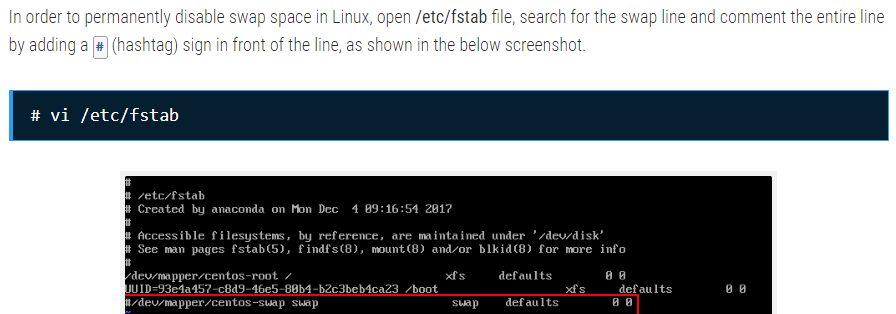 In order to permanently disable swap space in Linux, open /etc/fstab file, search for the swap line and comment the entire line
by adding a # (hashtag) sign in front of the line, as shown in the below screenshot.
# vi /etc/fstab
#
# /etc/fstab
# Created by anaconda on Mon Dec  4 09:16:54 2017
#
# Accessible filesystems, by reference, are maintained under '/dev/disk'
# See man pages fstab(5), findfs(8), mount(8) and/or blkid(8) for more info
#
/dev/mapper/centos-root /                       xfs     defaults        0 0
UUID=93e4a457-c8d9-46e5-80b4-b2c3beb4ca23 /boot                   xfs     defaults        0 0
#/dev/mapper/centos-swap swap                    swap    defaults        0 0
~